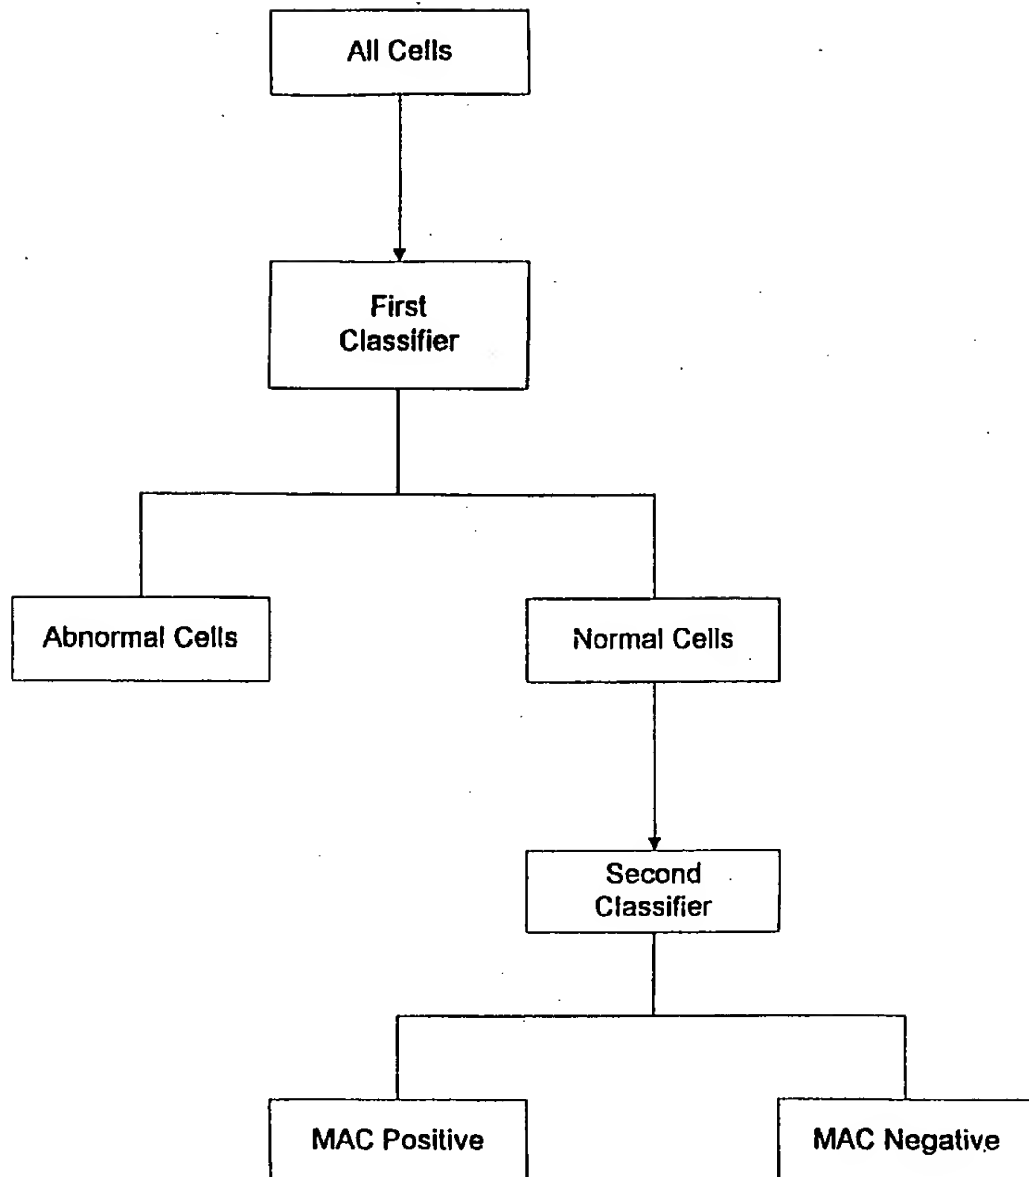 All Cells
First
Classifier
Abnormal Cells
Normal Cells
Second
Classifier
MAC Positive
MAC Negative